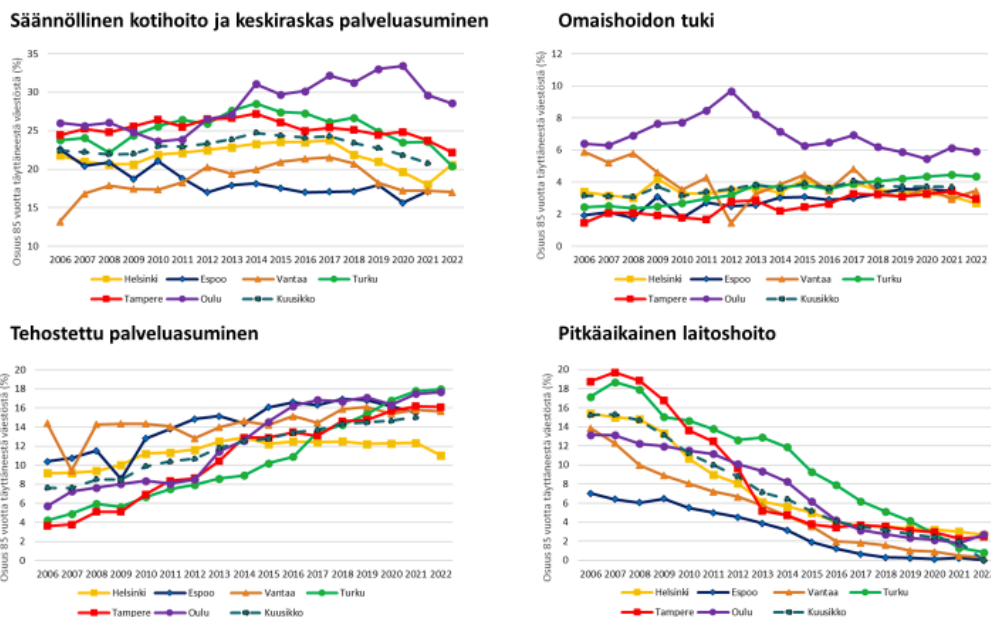 Säännöllinen kotihoito ja keskiraskas palveluasuminen
Osuus 85 vuotta täyttäneestä väestöstä (%)
35
30
25
20
15
10
2006 2007 2008 2009 2010 2011 2012 2013 2014 2015 2016 2017 2018 2019 2020 2021 2022
Helsinki Espoo Vantaa Turku
Tampere Oulu Kuusikko
Omaishoidon tuki
Osuus 85 vuotta täyttäneestä väestöstä (%)
12
10
8
6
4
2
0
2006 2007 2008 2009 2010 2011 2012 2013 2014 2015 2016 2017 2018 2019 2020 2021 2022
Helsinki Espoo Vantaa Turku
Tampere Oulu Kuusikko
Tehostettu palveluasuminen
Osuus 85 vuotta täyttäneestä väestöstä (%)
20
18
16
14
12
10
8
6
4
2
0
2006 2007 2008 2009 2010 2011 2012 2013 2014 2015 2016 2017 2018 2019 2020 2021 2022
Helsinki Espoo Vantaa Turku
Tampere Oulu Kuusikko
Pitkäaikainen laitoshoito
Osuus 85 vuotta täyttäneestä väestöstä (%)
20
18
16
14
12
10
8
6
4
2
0
2006 2007 2008 2009 2010 2011 2012 2013 2014 2015 2016 2017 2018 2019 2020 2021 2022
Helsinki Espoo Vantaa Turku
Tampere Oulu Kuusikko